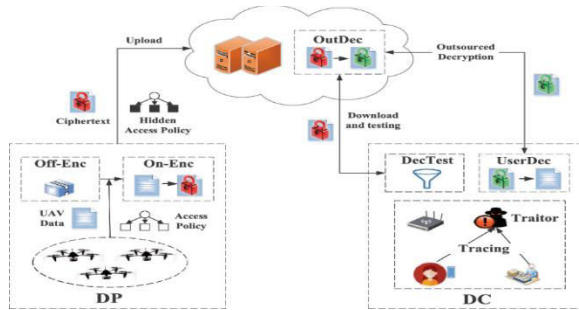 Upload
OutDec
Outsourced
Decryption
Ciphertext
Hidden
Access Policy
Download
and testing
Off-Enc
On-Enc
DecTest
UserDec
UAV
Data
Access
Policy
Traitor
Tracing
DP
DC